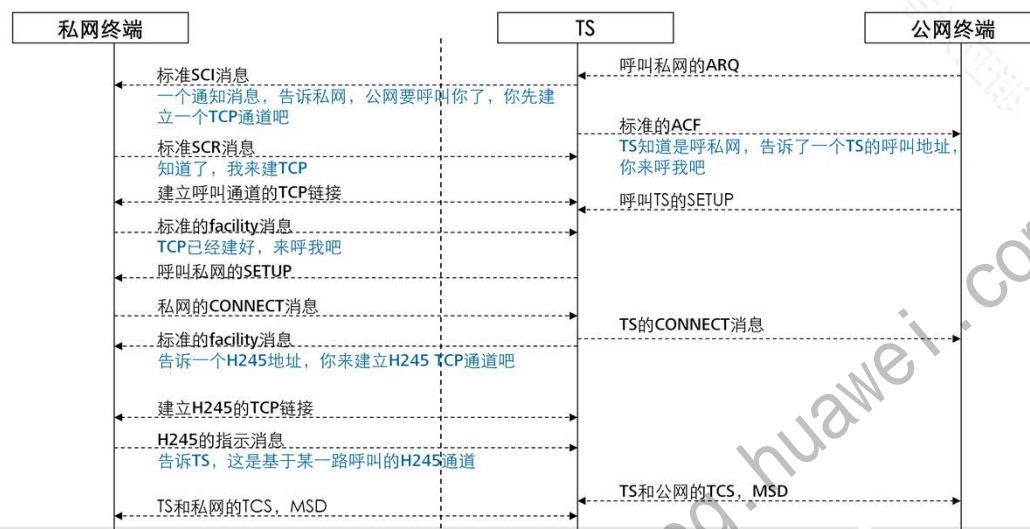 私网终端
TS
公网终端
呼叫私网的ARQ
标准SCI消息
一个通知消息，告诉私网，公网要呼叫你了，你先建
立一个TCP通道吧
标准的ACF
TS知道是呼私网，告诉了一个TS的呼叫地址，
你来呼我吧
标准SCR消息
知道了，我来建TCP
建立呼叫通道的TCP链接
呼叫TS的SETUP
标准的facility消息
TCP已经建好，来呼我吧
呼叫私网的SETUP
私网的CONNECT消息
TS的CONNECT消息
标准的facility消息
告诉一个H245地址，你来建立H245 TCP通道吧
建立H245的TCP链接
H245的指示消息
告诉TS，这是基于某一路呼叫的H245通道
TS和公网的TCS，MSD
TS和私网的TCS，MSD
g.huawei.com